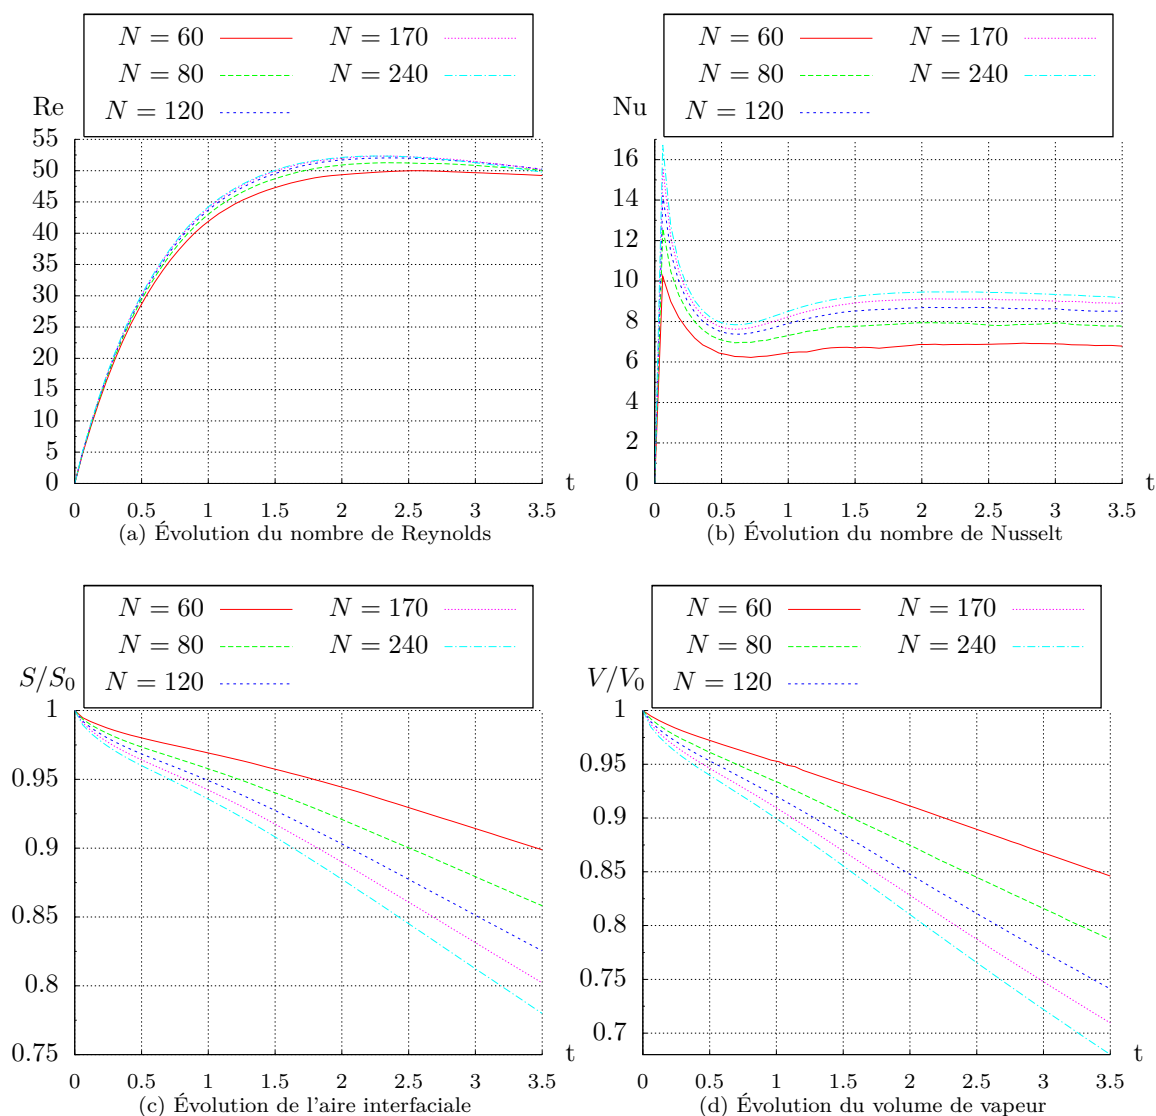 N = 60
N = 80
N = 120
N = 170
N = 240
Re
55
50
45
40
35
30
25
20
15
10
5
0
0 0.5 1 1.5 2 2.5 3 3.5
t
(a) Évolution du nombre de Reynolds
N = 60
N = 80
N = 120
N = 170
N = 240
Nu
16
14
12
10
8
6
4
2
0
0 0.5 1 1.5 2 2.5 3 3.5
t
(b) Évolution du nombre de Nusselt
N = 60
N = 80
N = 120
N = 170
N = 240
S/S₀
1
0.95
0.9
0.85
0.8
0.75
0 0.5 1 1.5 2 2.5 3 3.5
t
(c) Évolution de l'aire interfaciale
N = 60
N = 80
N = 120
N = 170
N = 240
V/V₀
1
0.95
0.9
0.85
0.8
0.75
0.7
0 0.5 1 1.5 2 2.5 3 3.5
t
(d) Évolution du volume de vapeur